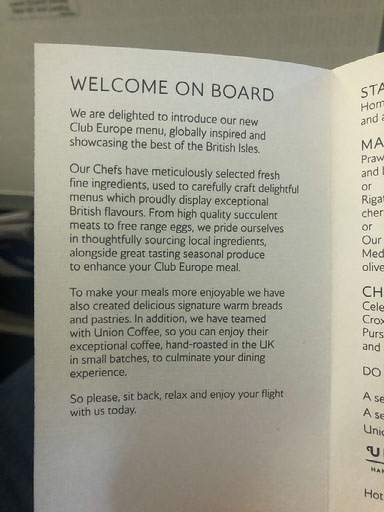 WELCOME ON BOARD
We are delighted to introduce our new
Club Europe menu, globally inspired and
showcasing the best of the British Isles.
Our Chefs have meticulously selected fresh
fine ingredients, used to carefully craft delightful
menus which proudly display exceptional
British flavours. From high quality succulent
meats to free range eggs, we pride ourselves
in thoughtfully sourcing local ingredients,
alongside great tasting seasonal produce
to enhance your Club Europe meal.
To make your meals more enjoyable we have
also created delicious signature warm breads
and pastries. In addition, we have teamed
with Union Coffee, so you can enjoy their
exceptional coffee, hand-roasted in the UK
in small batches, to culminate your dining
experience.
So please, sit back, relax and enjoy your flight
with us today.
STA
Hom
and a
MA
Praw
and b
or
Rigat
cher
or
Our
Med
olive
CH
Cele
Crox
Purs
and
DO
A se
A se
Unic
Hot